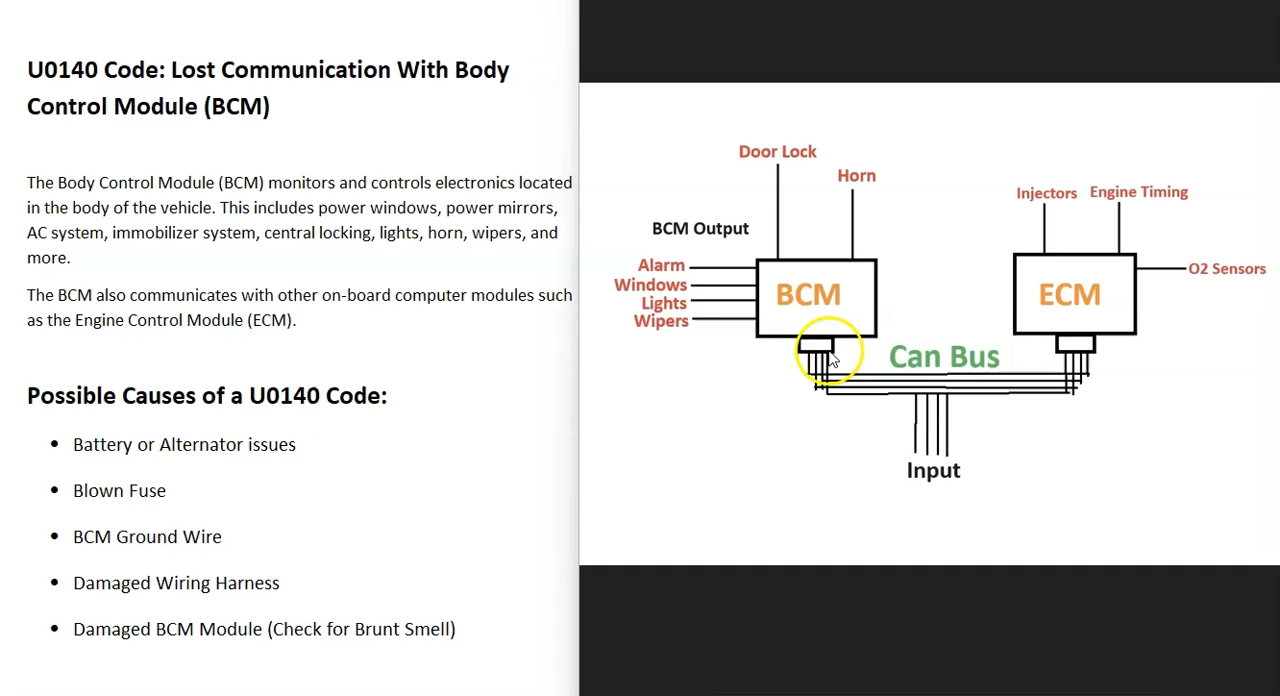 U0140 Code: Lost Communication With Body
Control Module (BCM)
The Body Control Module (BCM) monitors and controls electronics located
in the body of the vehicle. This includes power windows, power mirrors,
AC system, immobilizer system, central locking, lights, horn, wipers, and
more.
The BCM also communicates with other on-board computer modules such
as the Engine Control Module (ECM).
Possible Causes of a U0140 Code:
• Battery or Alternator issues
• Blown Fuse
• BCM Ground Wire
• Damaged Wiring Harness
• Damaged BCM Module (Check for Brunt Smell)
Door Lock
Horn
BCM Output
Alarm
Windows
Lights
Wipers
BCM
Injectors
Engine Timing
O2 Sensors
ECM
Can Bus
Input